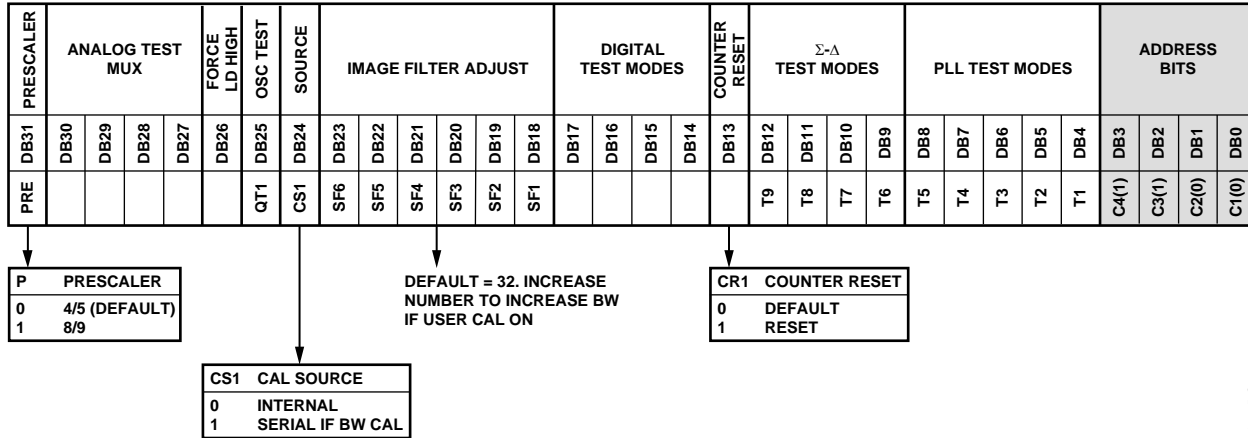 PRESCALER
ANALOG TEST
MUX
FORCE
LD HIGH
OSC TEST
SOURCE
IMAGE FILTER ADJUST
DIGITAL
TEST MODES
COUNTER
RESET
Σ-Δ
TEST MODES
PLL TEST MODES
ADDRESS
BITS
DB31 DB30 DB29 DB28 DB27 DB26 DB25 DB24 DB23 DB22 DB21 DB20 DB19 DB18 DB17 DB16 DB15 DB14 DB13 DB12 DB11 DB10 DB9 DB8 DB7 DB6 DB5 DB4 DB3 DB2 DB1 DB0
PRE QT1 CS1 SF6 SF5 SF4 SF3 SF2 SF1 T9 T8 T7 T6 T5 T4 T3 T2 T1 C4(1) C3(1) C2(0) C1(0)
P PRESCALER
0 4/5 (DEFAULT)
1 8/9
DEFAULT = 32. INCREASE
NUMBER TO INCREASE BW
IF USER CAL ON
CR1 COUNTER RESET
0 DEFAULT
1 RESET
CS1 CAL SOURCE
0 INTERNAL
1 SERIAL IF BW CAL